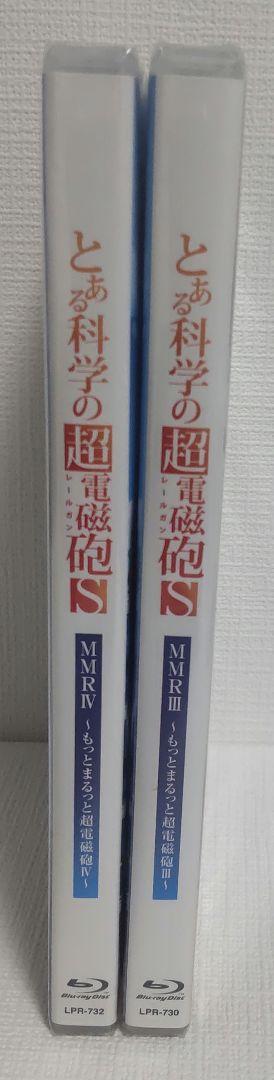 とある科学の超電磁砲S
レールガン
MMRⅣ ～もっとまるっと超電磁砲Ⅳ～
Blu-ray Disc
LPR-732
とある科学の超電磁砲S
レールガン
MMRⅢ ～もっとまるっと超電磁砲Ⅲ～
Blu-ray Disc
LPR-730